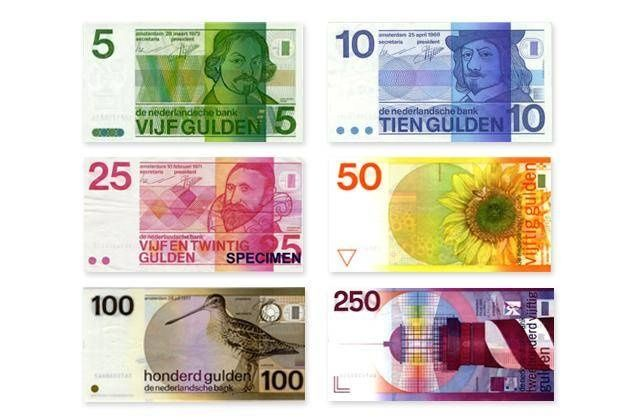 5
amsterdam 28 maart 1973
secretaris president
de nederlandsche bank
VIJF GULDEN
5
10
amsterdam 25 april 1968
secretaris president
de nederlandsche bank
TIEN GULDEN
10
25
amsterdam 10 februari 1971
secretaris president
de nederlandsche bank
VIJF EN TWINTIG
GULDEN
25
SPECIMEN
50
Vijftig gulden
100
honderd gulden
de nederlandsche bank
100
250
gulden